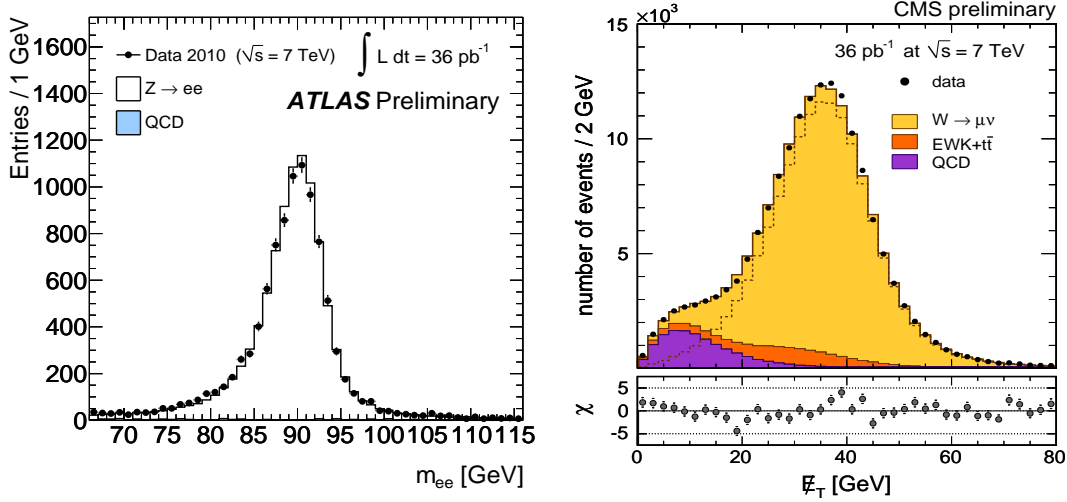 Entries / 1 GeV
1600
1400
1200
1000
800
600
400
200
0
Data 2010 (√s = 7 TeV) ∫ L dt = 36 pb⁻¹
Z → ee
QCD
ATLAS Preliminary
70 75 80 85 90 95 100 105 110 115
m_ee [GeV]
CMS preliminary
×10³
15
10
5
number of events / 2 GeV
36 pb⁻¹ at √s = 7 TeV
data
W → μν
EWK+tt̄
QCD
χ
5
0
-5
0 20 40 60 80
E̸_T [GeV]